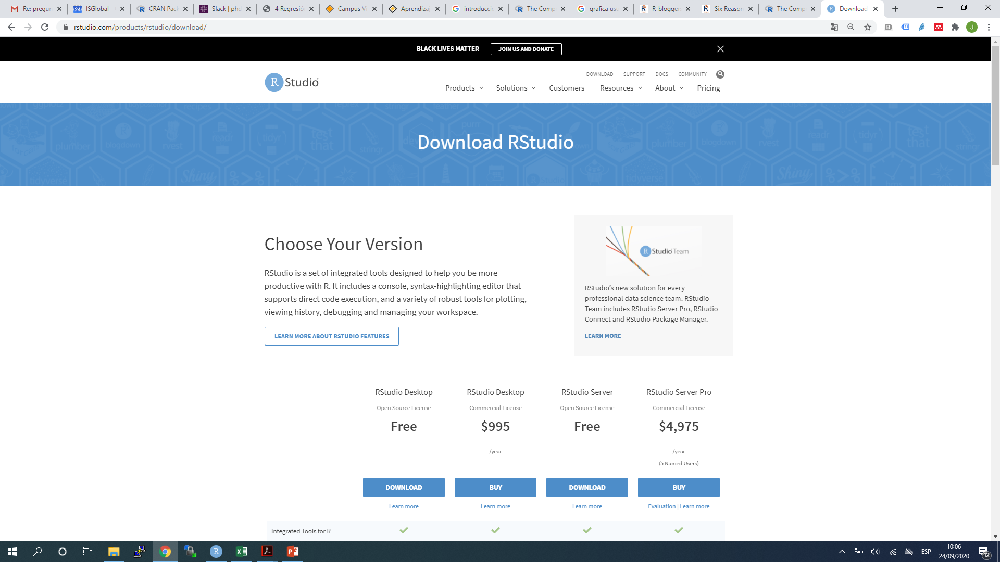 Re: pregun
24
ISGlobal -
CRAN Pack
Slack | phd
4 Regresió
Campus Vi
Aprendizaj
introducci
The Comp
grafica usu
R-blogger
Six Reason
The Comp
Download
rstudio.com/products/rstudio/download/
J
BLACK LIVES MATTER
JOIN US AND DONATE
DOWNLOAD SUPPORT DOCS COMMUNITY
R Studio
Products Solutions Customers Resources About Pricing
Download RStudio
Choose Your Version
RStudio is a set of integrated tools designed to help you be more
productive with R. It includes a console, syntax-highlighting editor that
supports direct code execution, and a variety of robust tools for plotting,
viewing history, debugging and managing your workspace.
LEARN MORE ABOUT RSTUDIO FEATURES
R Studio Team
RStudio’s new solution for every
professional data science team. RStudio
Team includes RStudio Server Pro, RStudio
Connect and RStudio Package Manager.
LEARN MORE
RStudio Desktop RStudio Desktop RStudio Server RStudio Server Pro
Open Source License Commercial License Open Source License Commercial License
Free $995 Free $4,975
/year /year
(5 Named Users)
DOWNLOAD BUY DOWNLOAD BUY
Learn more Learn more Learn more Evaluation | Learn more
Integrated Tools for R
ESP
10:06
24/09/2020
12